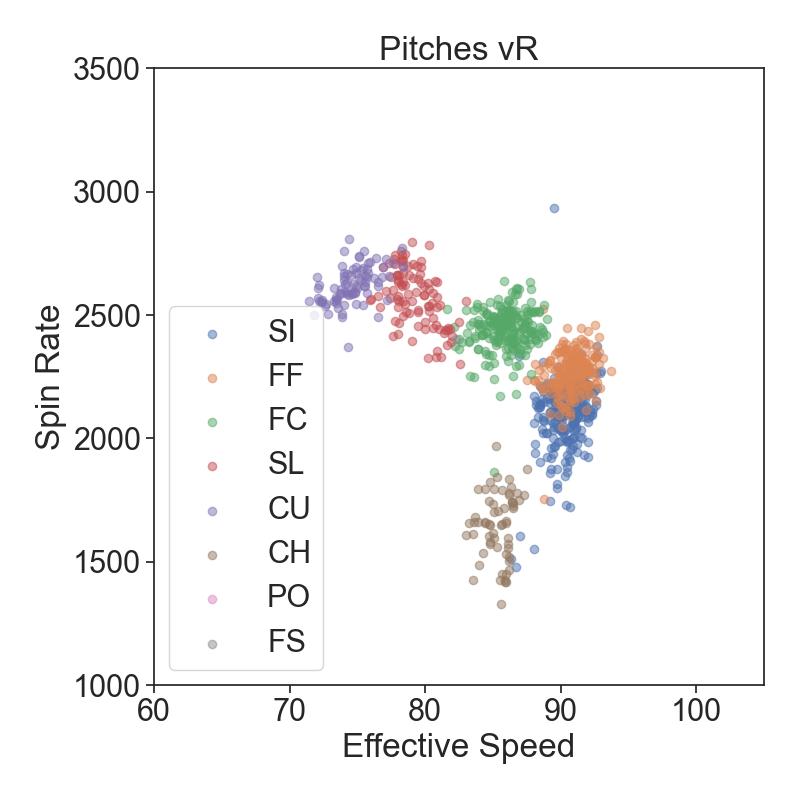 Pitches vR
3500
3000
2500
2000
1500
1000
Spin Rate
SI
FF
FC
SL
CU
CH
PO
FS
60 70 80 90 100
Effective Speed